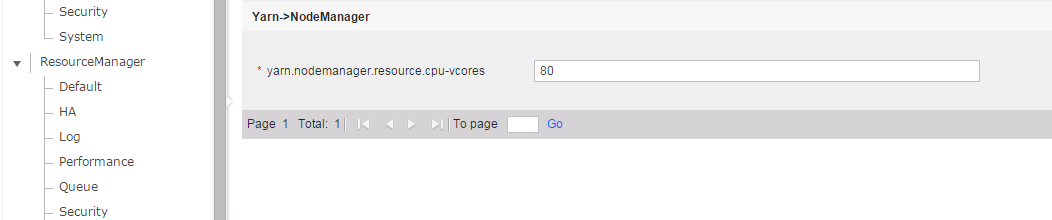 Security
System
ResourceManager
Default
HA
Log
Performance
Queue
Security
Yarn->NodeManager
* yarn.nodemanager.resource.cpu-vcores 80
Page 1 Total: 1 To page Go